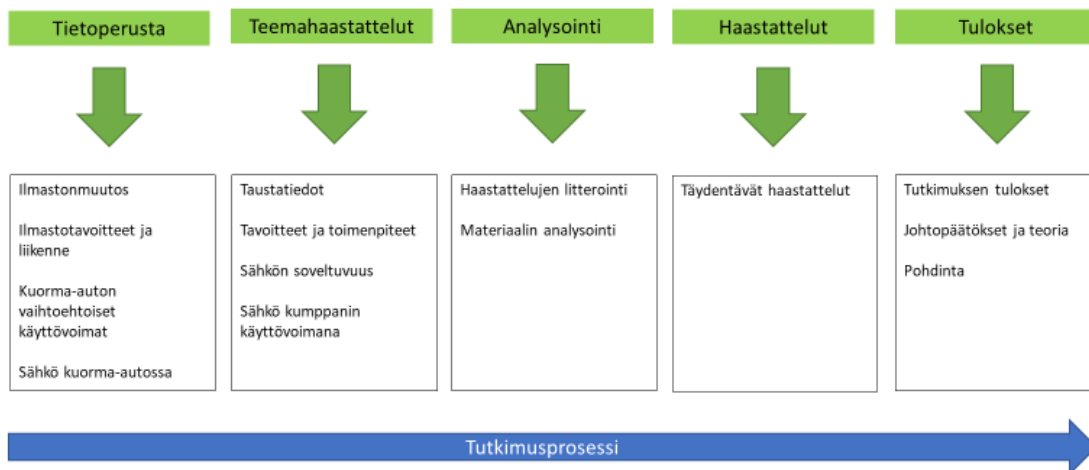 Tietoperusta
Teemahaastattelut
Analysointi
Haastattelut
Tulokset
Ilmastonmuutos
Ilmastotavoitteet ja
liikenne
Kuorma-auton
vaihtoehtoiset
käyttövoimat
Sähkö kuorma-autossa
Taustatiedot
Tavoitteet ja toimenpiteet
Sähkön soveltuvuus
Sähkö kumppanin
käyttövoimana
Haastattelujen litterointi
Materiaalin analysointi
Täydentävät haastattelut
Tutkimuksen tulokset
Johtopäätökset ja teoria
Pohdinta
Tutkimusprosessi